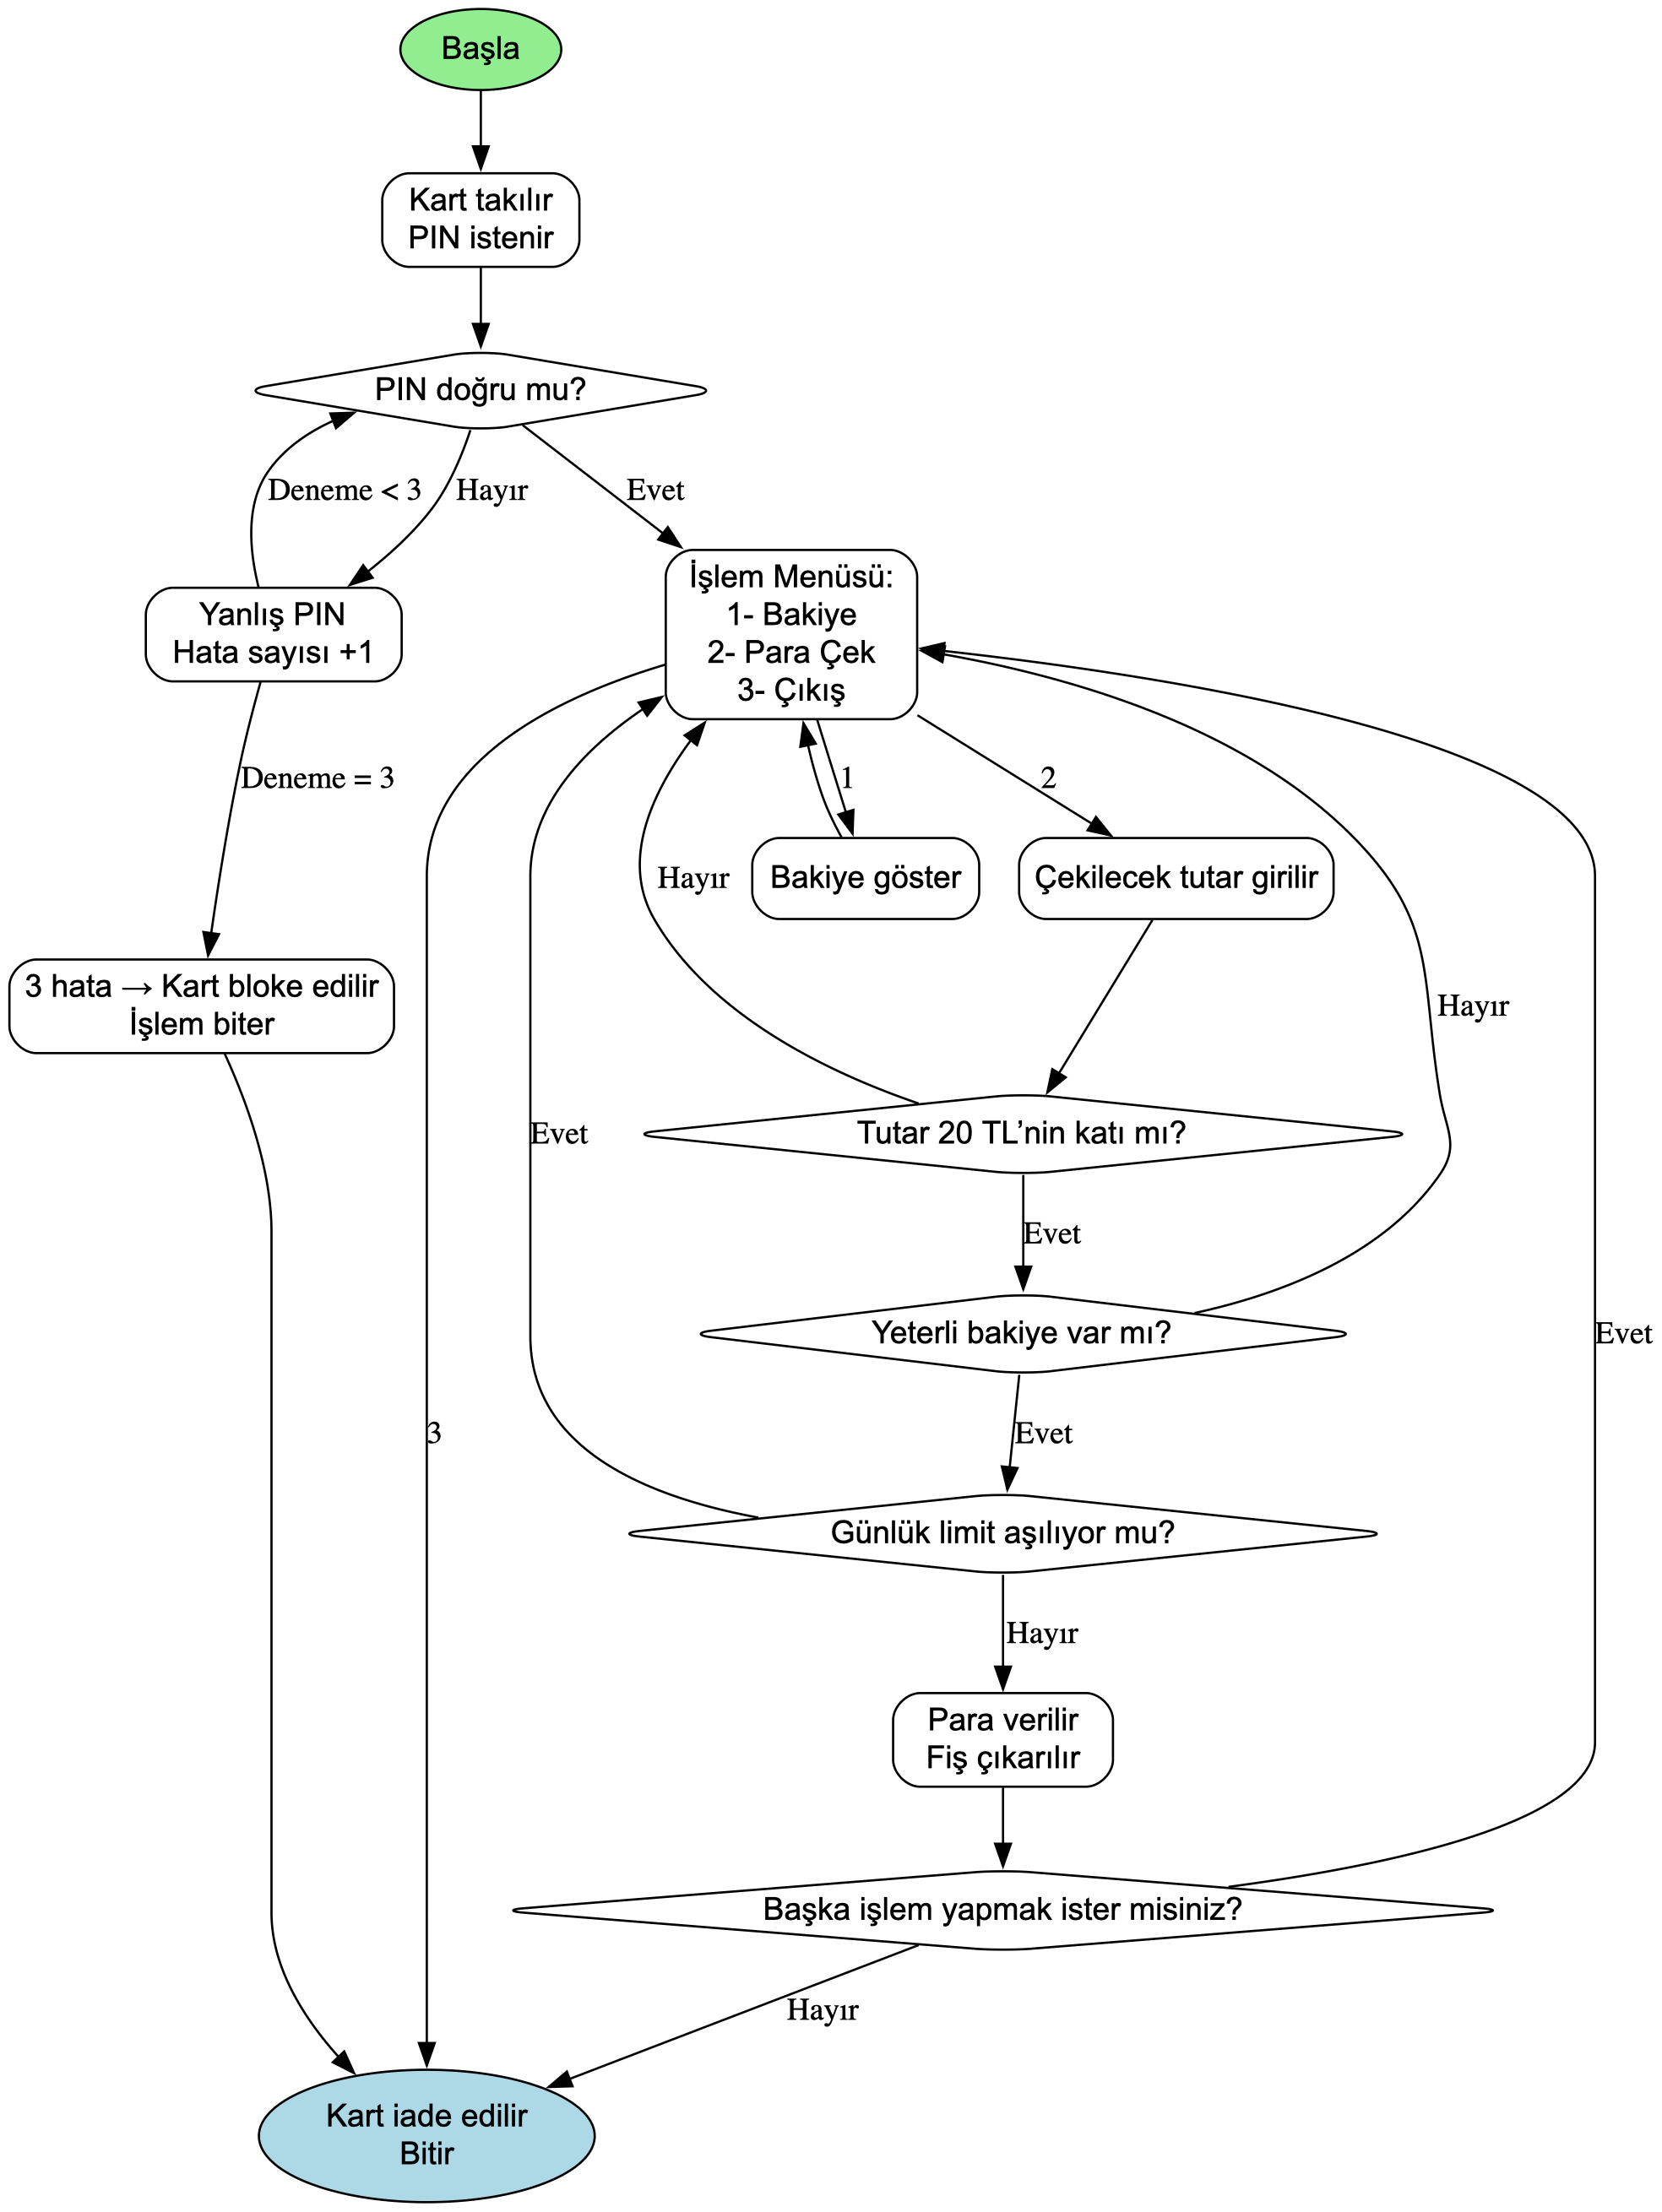 Başla
Kart takılır
PIN istenir
PIN doğru mu?
Deneme < 3
Hayır
Evet
İşlem Menüsü:
1- Bakiye
2- Para Çek
3- Çıkış
Yanlış PIN
Hata sayısı +1
Deneme = 3
1
2
Hayır
Bakiye göster
Çekilecek tutar girilir
3 hata → Kart bloke edilir
İşlem biter
Hayır
Evet
Tutar 20 TL’nin katı mı?
Evet
Yeterli bakiye var mı?
Evet
3
Evet
Günlük limit aşılıyor mu?
Hayır
Para verilir
Fiş çıkarılır
Başka işlem yapmak ister misiniz?
Hayır
Kart iade edilir
Bitir